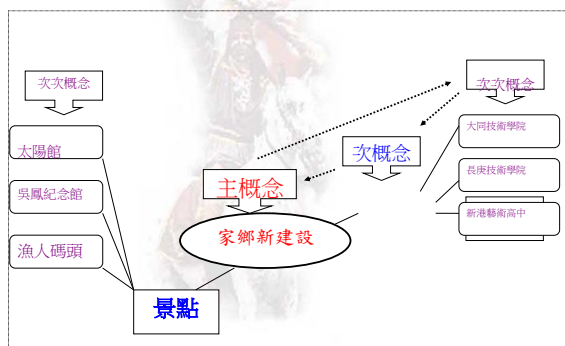 次次概念
太陽館
吳鳳紀念館
漁人碼頭
景點
主概念
家鄉新建設
次概念
次次概念
大同技術學院
長庚技術學院
新港藝術高中